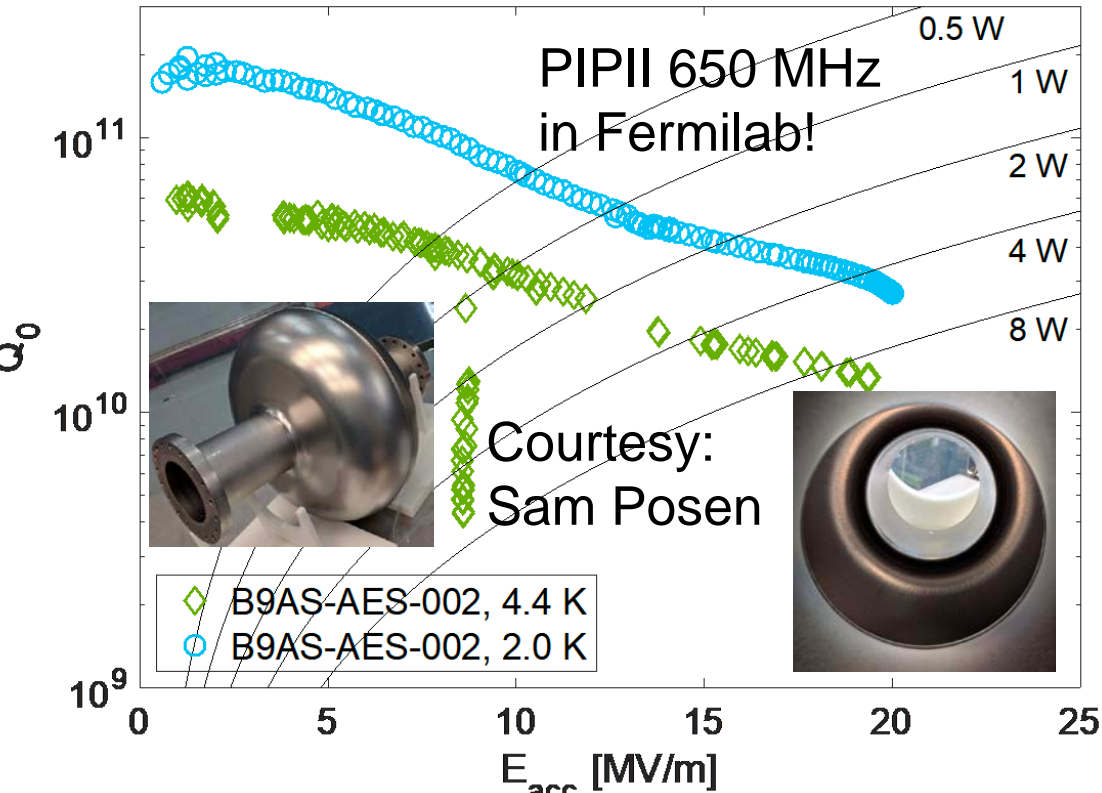 PIPII 650 MHz
in Fermilab!
0.5 W
1 W
2 W
4 W
8 W
10¹¹
10¹⁰
10⁹
Q₀
Courtesy:
Sam Posen
B9AS-AES-002, 4.4 K
B9AS-AES-002, 2.0 K
0 5 10 15 20 25
E_acc [MV/m]